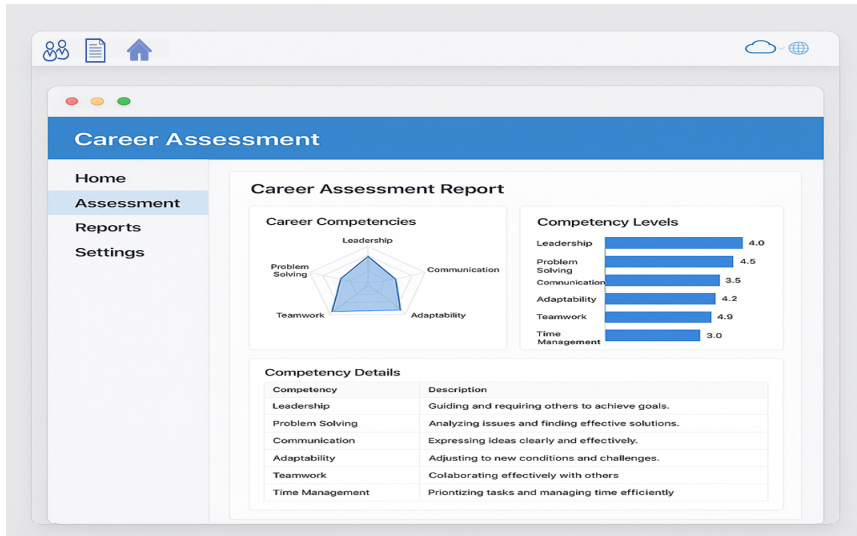 Career Assessment
Home
Assessment
Reports
Settings
Career Assessment Report
Career Competencies
Leadership
Communication
Adaptability
Teamwork
Problem
Solving
Competency Levels
Leadership 4.0
Problem
Solving 4.5
Communication 3.5
Adaptability 4.2
Teamwork 4.9
Time
Management 3.0
Competency Details
Competency Description
Leadership Guiding and requiring others to achieve goals.
Problem Solving Analyzing issues and finding effective solutions.
Communication Expressing ideas clearly and effectively.
Adaptability Adjusting to new conditions and challenges.
Teamwork Colaborating effectively with others
Time Management Priontizing tasks and managing time efficiently